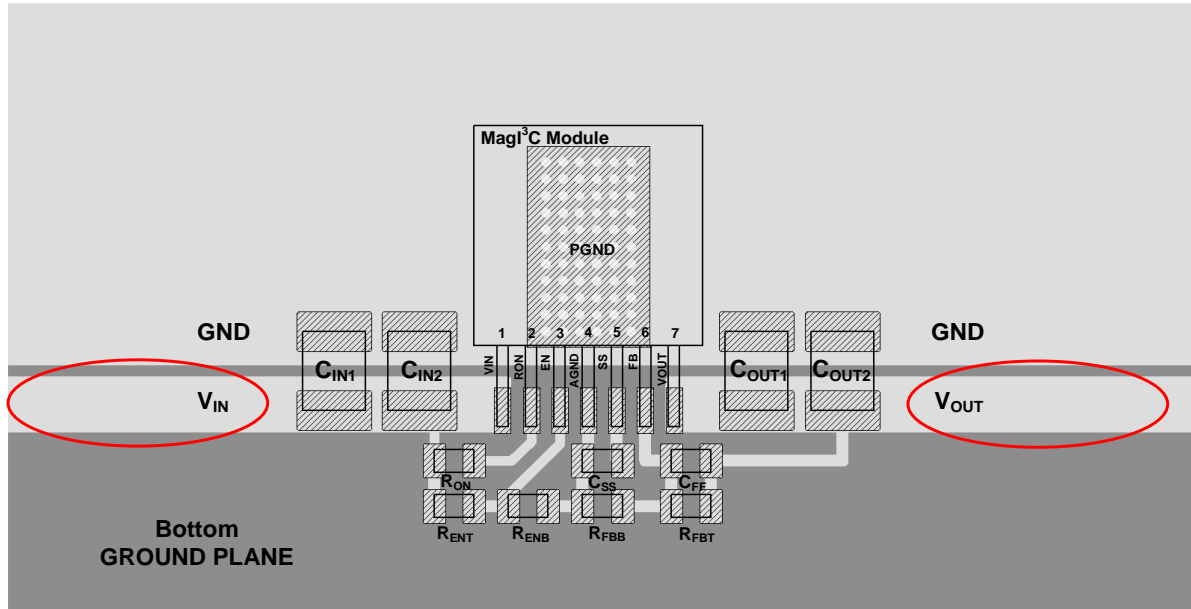 MagI³C Module
PGND
1 2 3 4 5 6 7
VIN
RON
EN
AGND
SS
FB
VOUT
GND
GND
CIN1
CIN2
COUT1
COUT2
VIN
VOUT
RON
CSS
CFF
RENT
RENB
RFBB
RFBT
Bottom
GROUND PLANE